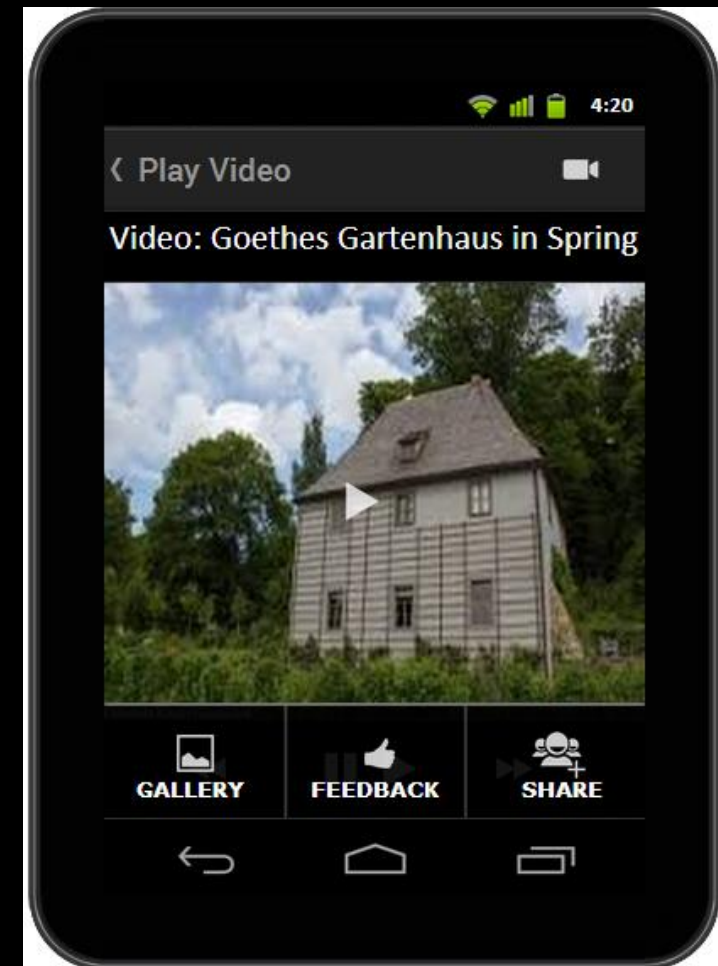 4:20
Play Video
Video: Goethes Gartenhaus in Spring
GALLERY FEEDBACK SHARE